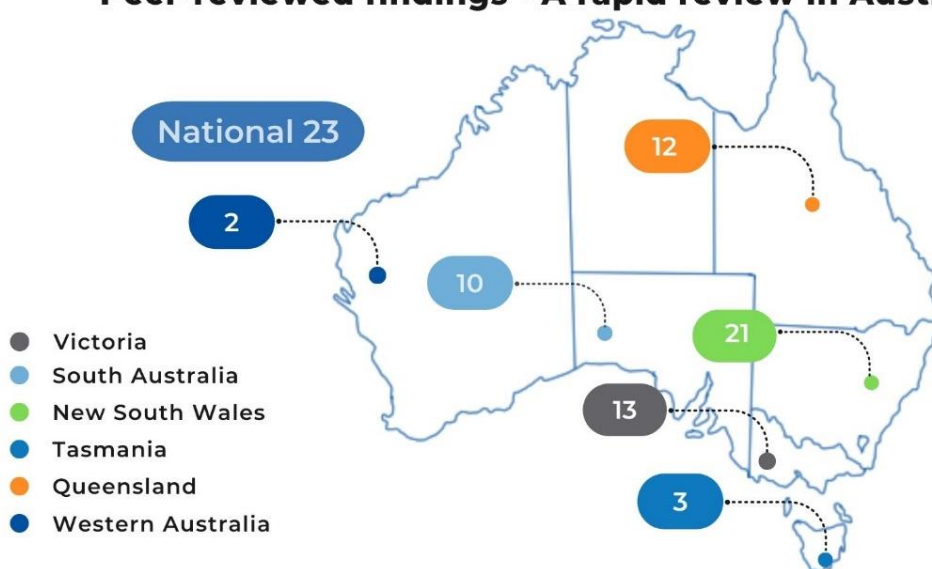 Peer-reviewed findings - A rapid review in Aust
National 23
12
2
10
21
13
3
Victoria
South Australia
New South Wales
Tasmania
Queensland
Western Australia